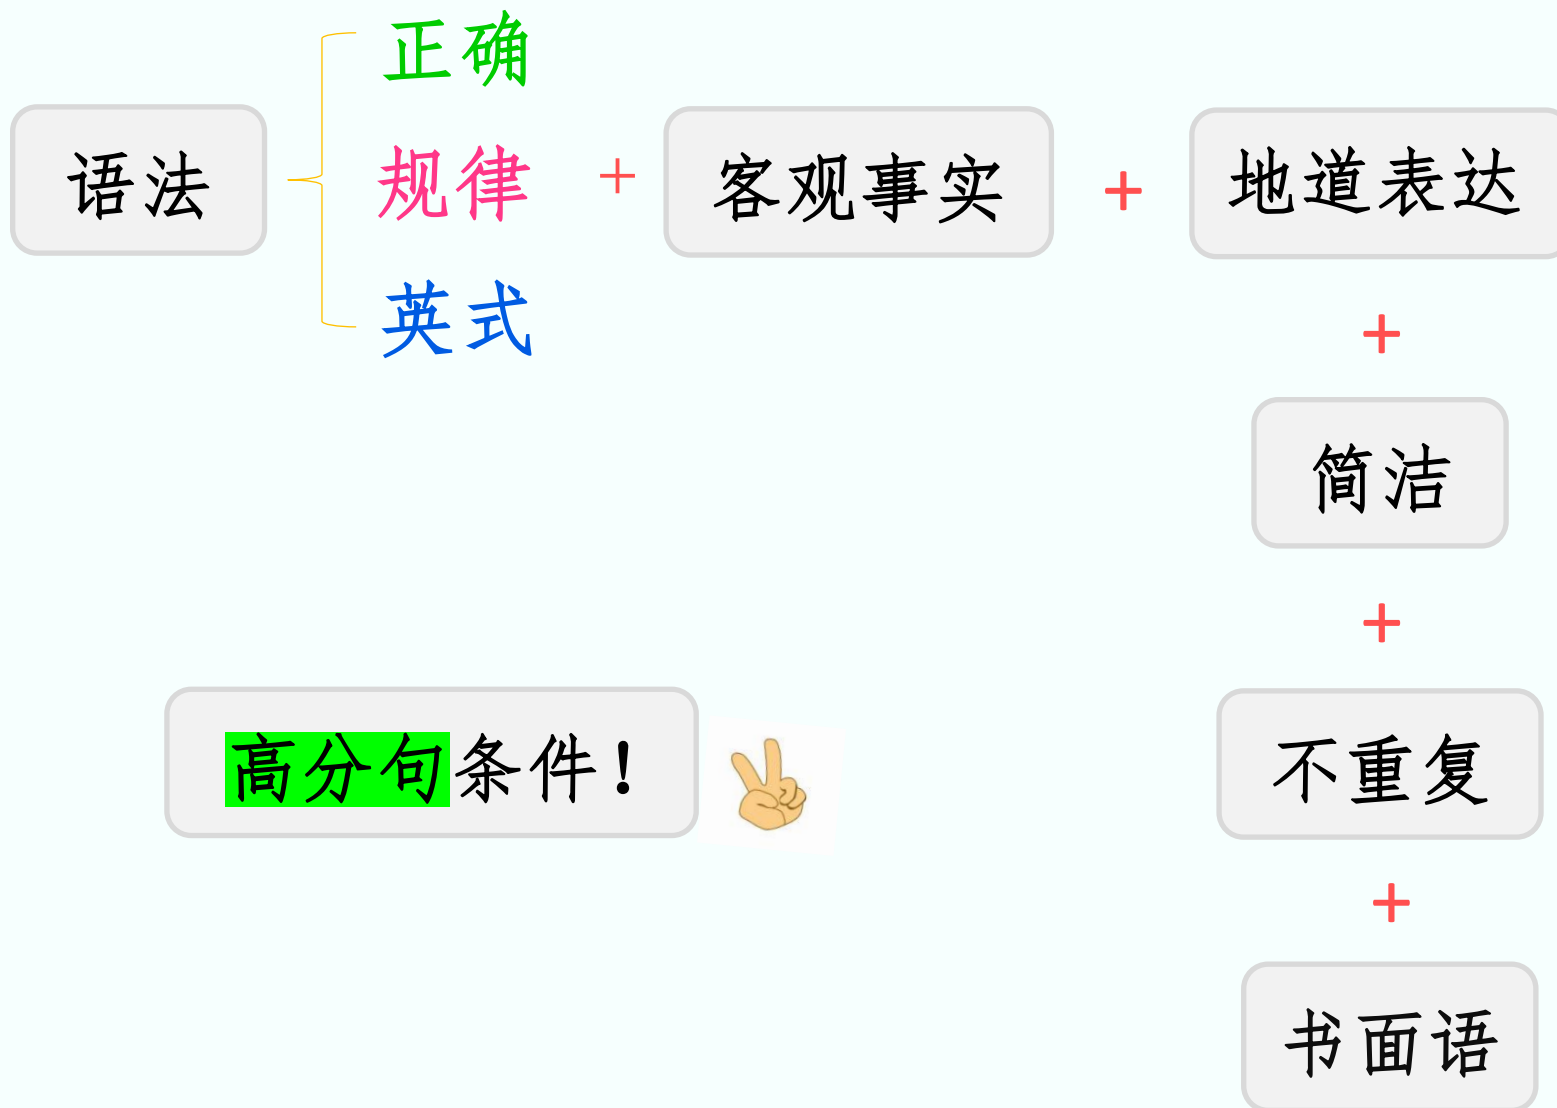 正确
语法
规律
+
客观事实
+
地道表达
英式
+
简洁
+
高分句条件！
不重复
+
书面语